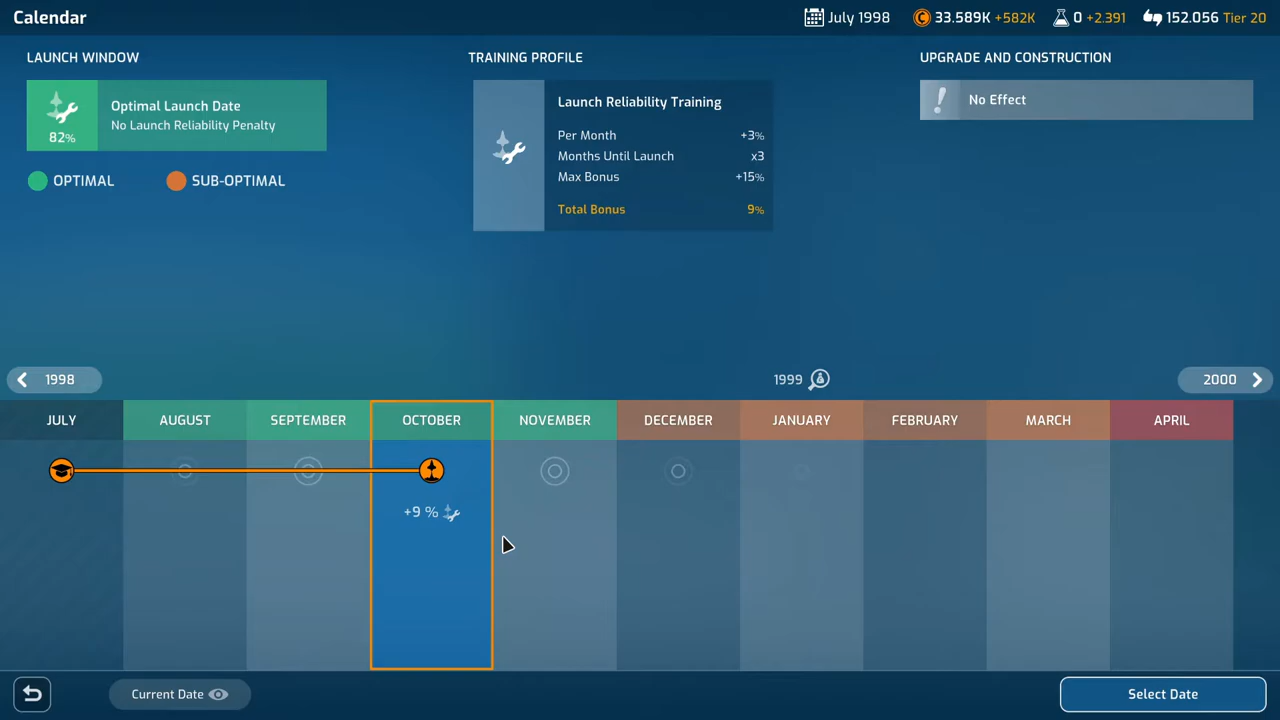 Calendar
July 1998
33.589K +582K
0 +2.391
152.056 Tier 20
LAUNCH WINDOW
82%
Optimal Launch Date
No Launch Reliability Penalty
OPTIMAL
SUB-OPTIMAL
TRAINING PROFILE
Launch Reliability Training
Per Month +3%
Months Until Launch x3
Max Bonus +15%
Total Bonus 9%
UPGRADE AND CONSTRUCTION
No Effect
1998
1999
2000
JULY
AUGUST
SEPTEMBER
OCTOBER
NOVEMBER
DECEMBER
JANUARY
FEBRUARY
MARCH
APRIL
+9 %
Current Date
Select Date